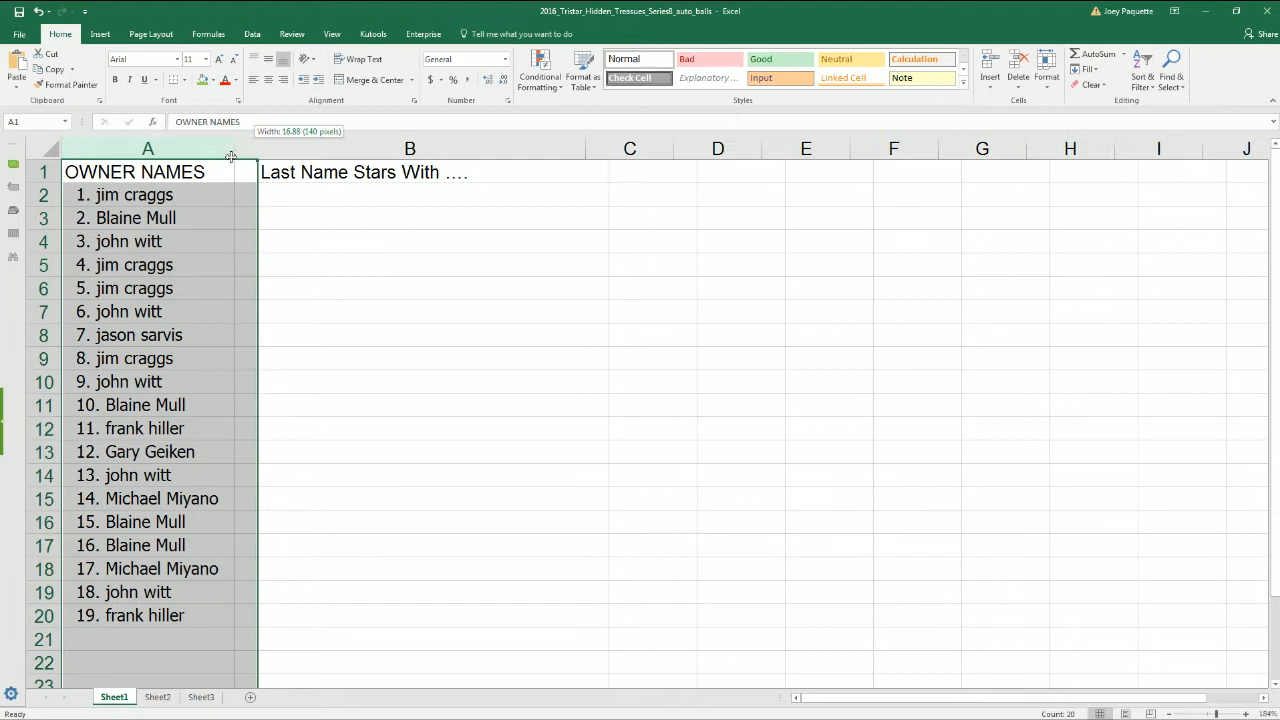 2016_Tristar_Hidden_Treasues_Series8_auto_balls - Excel
Joey Paquette
File Home Insert Page Layout Formulas Data Review View Kutools Enterprise Tell me what you want to do... Share
Paste Cut Copy Format Painter Clipboard
Arial 11 Font
Wrap Text Merge & Center Alignment
General Number
Conditional Formatting Format as Table
Normal Bad Good Neutral Calculation
Check Cell Explanatory ... Input Linked Cell Note
Styles
Insert Delete Format Cells
AutoSum Fill Clear Sort & Filter Find & Select Editing
A1 fx OWNER NAMES
Width: 16.88 (140 pixels)
A B C D E F G H I J
1 OWNER NAMES Last Name Stars With ....
2 1. jim craggs
3 2. Blaine Mull
4 3. john witt
5 4. jim craggs
6 5. jim craggs
7 6. john witt
8 7. jason sarvis
9 8. jim craggs
10 9. john witt
11 10. Blaine Mull
12 11. frank hiller
13 12. Gary Geiken
14 13. john witt
15 14. Michael Miyano
16 15. Blaine Mull
17 16. Blaine Mull
18 17. Michael Miyano
19 18. john witt
20 19. frank hiller
21
22
23
Sheet1 Sheet2 Sheet3
Ready Count: 20 184%